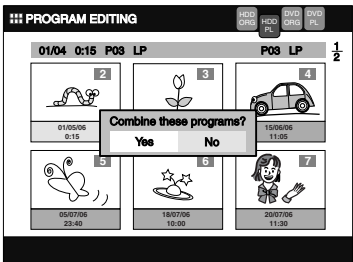 PROGRAM EDITING
HDD ORG
HDD PL
DVD ORG
DVD PL
01/04 0:15 P03 LP P03 LP
1/2
2
3
4
Combine these programs?
Yes No
01/05/06
0:15
15/06/06
11:05
5
6
7
05/07/06
23:40
18/07/06
10:00
20/07/06
11:30